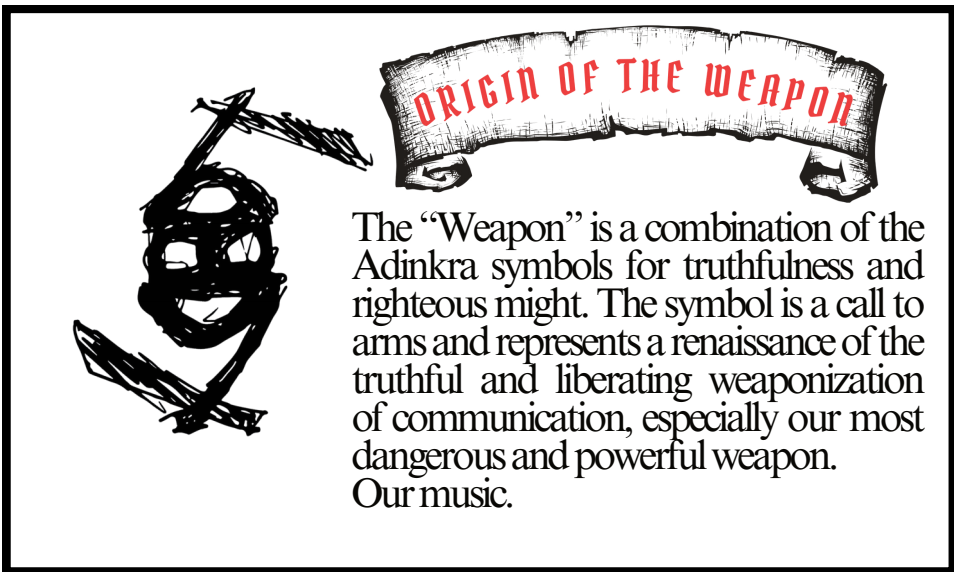 ORIGIN OF THE WEAPON
The “Weapon” is a combination of the
Adinkra symbols for truthfulness and
righteous might. The symbol is a call to
arms and represents a renaissance of the
truthful and liberating weaponization
of communication, especially our most
dangerous and powerful weapon.
Our music.